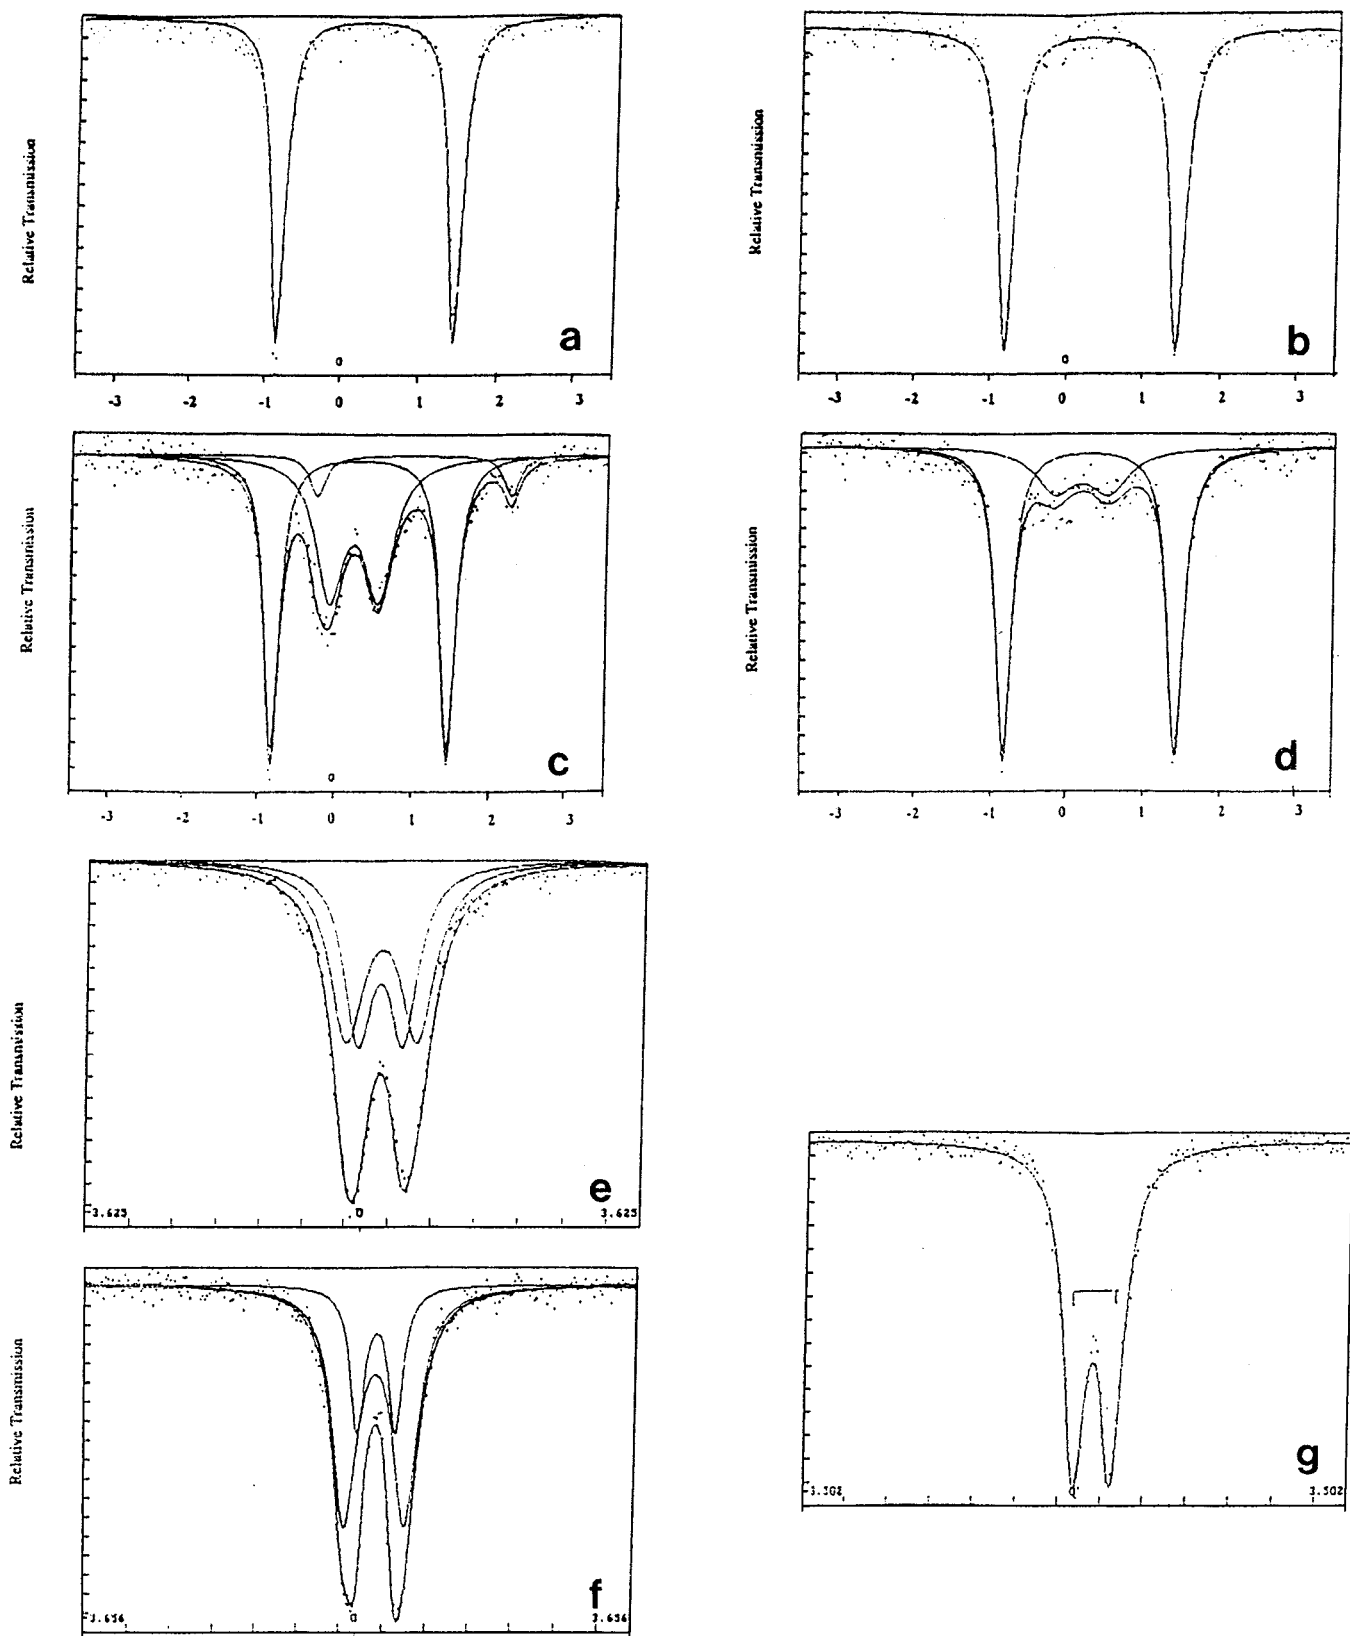 Relative Transmission
a
0
-3 -2 -1 0 1 2 3
Relative Transmission
b
0
-3 -2 -1 0 1 2 3
Relative Transmission
c
0
-3 -2 -1 0 1 2 3
Relative Transmission
d
-3 -2 -1 0 1 2 3
Relative Transmission
e
-3.625 0 3.625
g
-3.502 3.502
Relative Transmission
f
-3.656 0 3.656